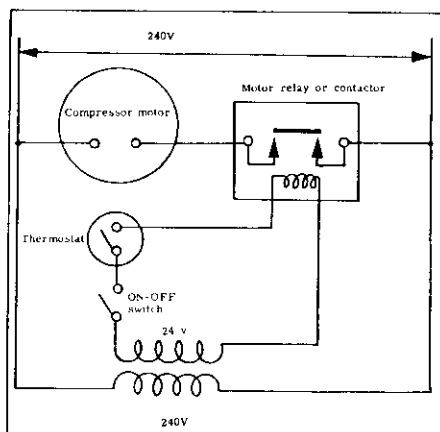 240V
Motor relay or contactor
Compressor motor
Thermostat
ON-OFF
switch
24 v
240V